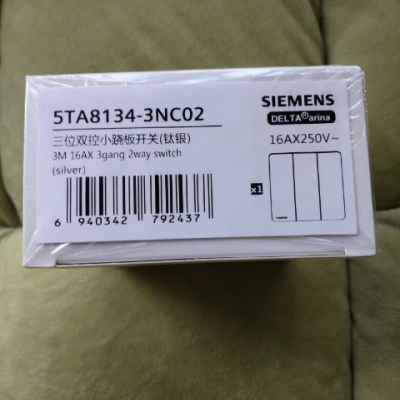 5TA8134-3NC02
SIEMENS
DELTA®arina
三位双控小跷板开关(钛银)
3M 16AX 3gang 2way switch
(silver)
16AX250V~
x1
6 940342 792437